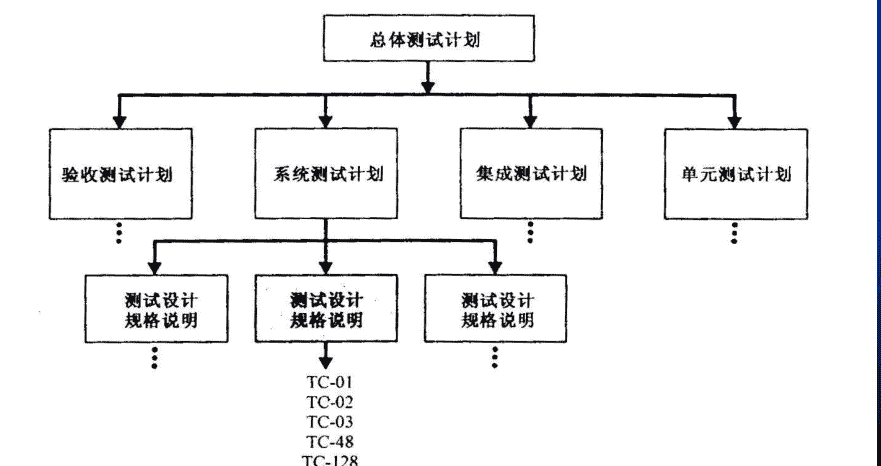 总体测试计划
验收测试计划
系统测试计划
集成测试计划
单元测试计划
测试设计
规格说明
测试设计
规格说明
测试设计
规格说明
TC-01
TC-02
TC-03
TC-48
TC-128